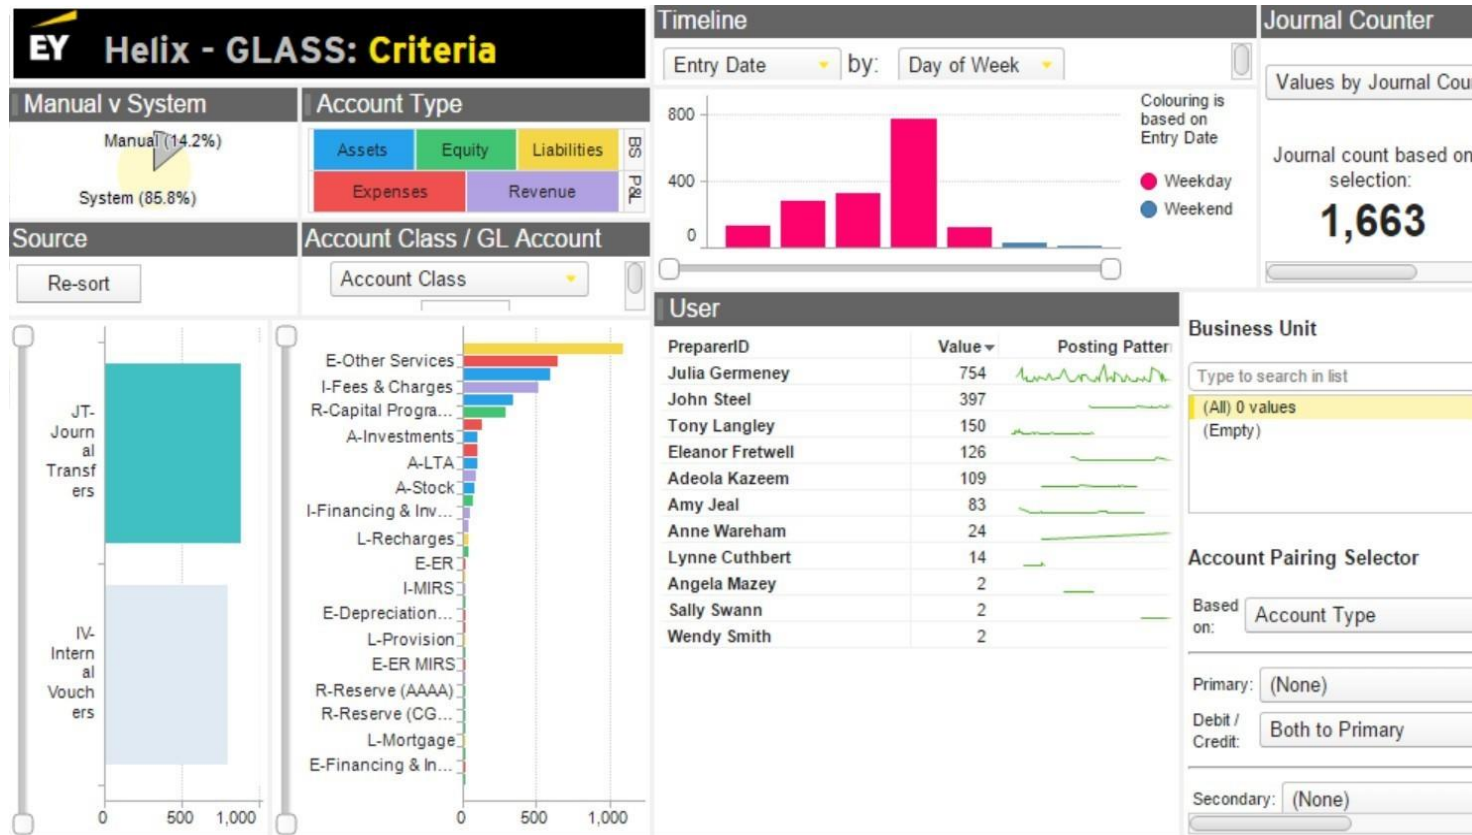 EY Helix - GLASS: Criteria
Manual v System
Manual (14.2%)
System (85.8%)
Account Type
Assets Equity Liabilities BS
Expenses Revenue P&L
Source
Re-sort
Account Class / GL Account
Account Class
JT-
Journ
al
Transf
ers
IV-
Intern
al
Vouch
ers
0 500 1,000
E-Other Services
I-Fees & Charges
R-Capital Progra...
A-Investments
A-LTA
A-Stock
I-Financing & Inv...
L-Recharges
E-ER
I-MIRS
E-Depreciation...
L-Provision
E-ER MIRS
R-Reserve (AAAA)
R-Reserve (CG...
L-Mortgage
E-Financing & In...
0 500 1,000
Timeline
Entry Date by: Day of Week
800
400
0
Colouring is
based on
Entry Date
Weekday
Weekend
Journal Counter
Values by Journal Cou
Journal count based on
selection:
1,663
User
PreparerID Value Posting Patter
Julia Germeney 754
John Steel 397
Tony Langley 150
Eleanor Fretwell 126
Adeola Kazeem 109
Amy Jeal 83
Anne Wareham 24
Lynne Cuthbert 14
Angela Mazey 2
Sally Swann 2
Wendy Smith 2
Business Unit
Type to search in list
(All) 0 values
(Empty)
Account Pairing Selector
Based
on: Account Type
Primary: (None)
Debit /
Credit: Both to Primary
Secondary: (None)